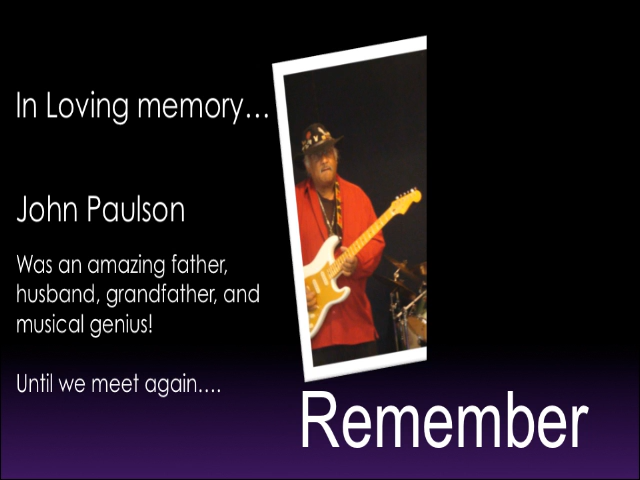 In Loving memory…
John Paulson
Was an amazing father,
husband, grandfather, and
musical genius!
Until we meet again….
Remember